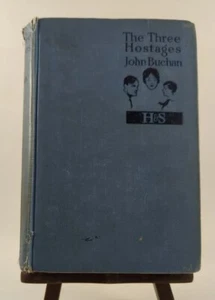 The Three
Hostages
John Buchan
H&S